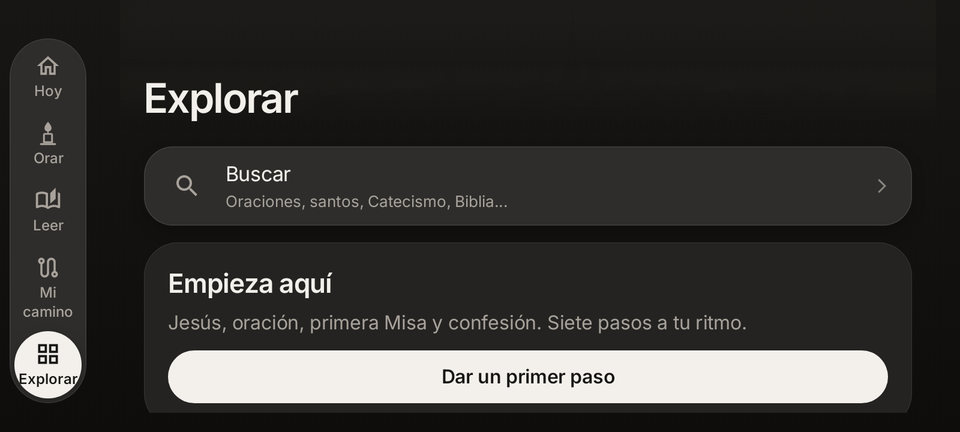 Hoy
Orar
Leer
Mi
camino
Explorar
Explorar
Buscar
Oraciones, santos, Catecismo, Biblia...
Empieza aquí
Jesús, oración, primera Misa y confesión. Siete pasos a tu ritmo.
Dar un primer paso